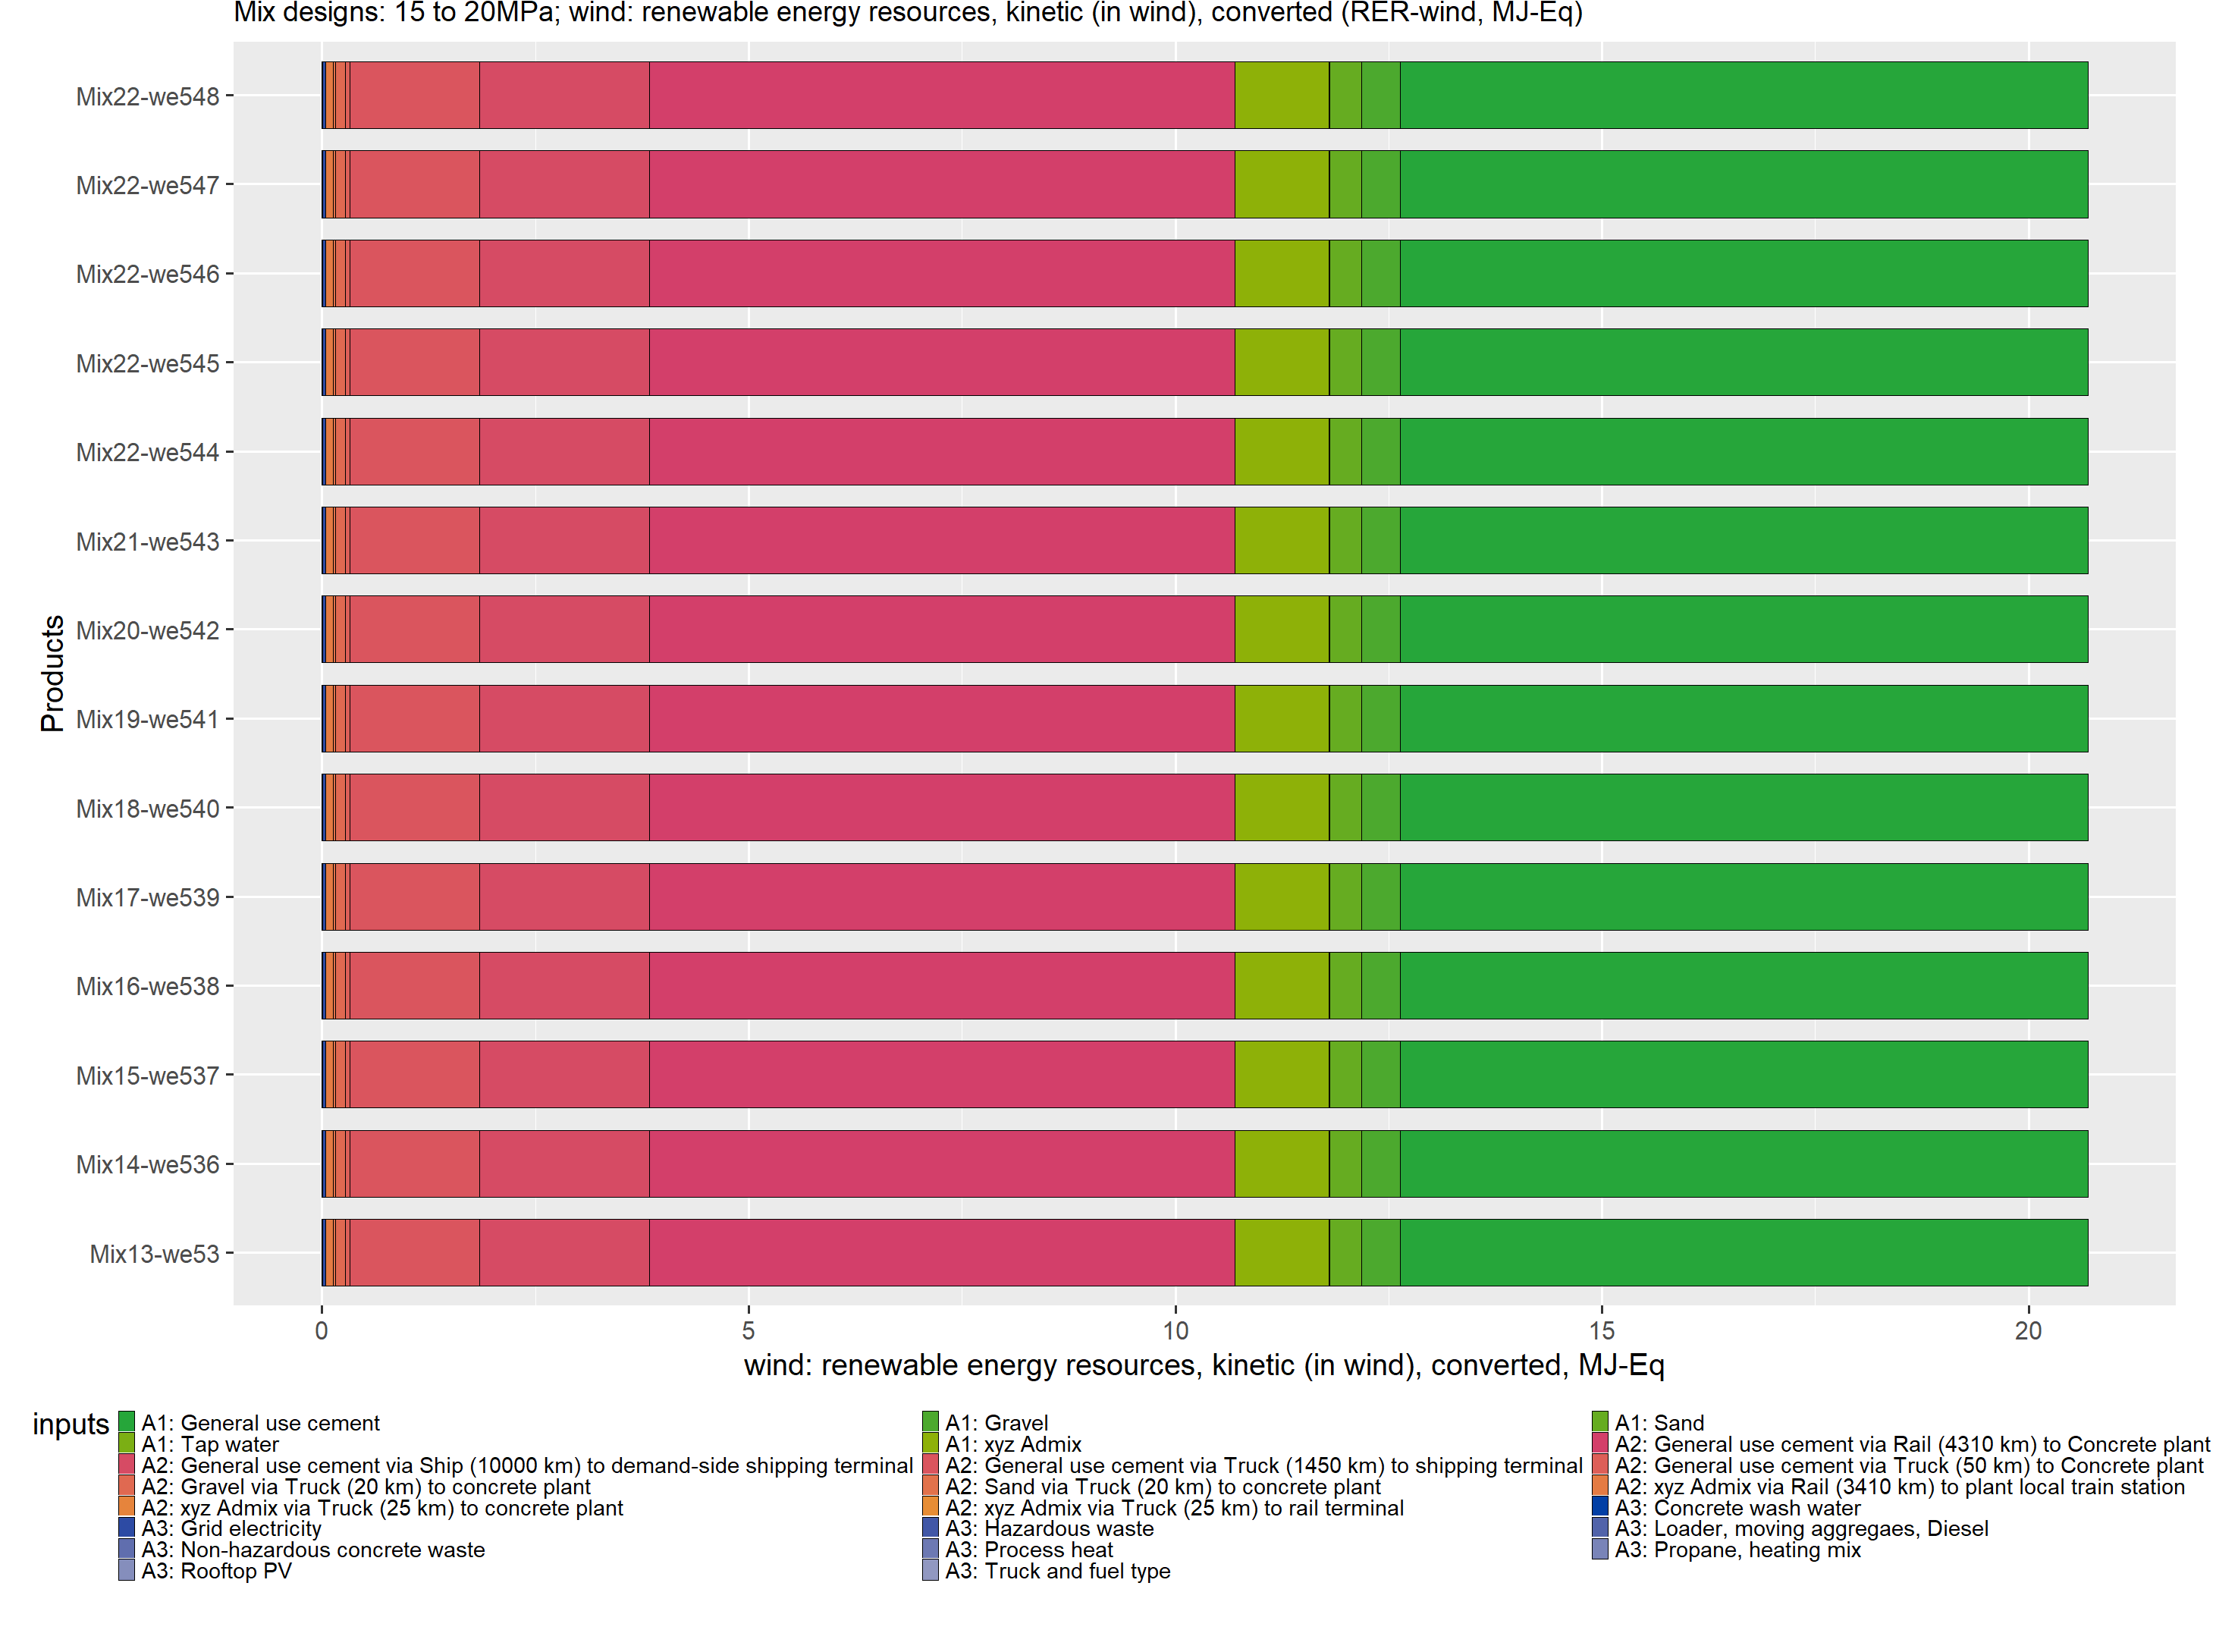 Mix designs: 15 to 20MPa; wind: renewable energy resources, kinetic (in wind), converted (RER-wind, MJ-Eq)
Mix22-we548
Mix22-we547
Mix22-we546
Mix22-we545
Mix22-we544
Mix21-we543
Mix20-we542
Mix19-we541
Mix18-we540
Mix17-we539
Mix16-we538
Mix15-we537
Mix14-we536
Mix13-we53
Products
0 5 10 15 20
wind: renewable energy resources, kinetic (in wind), converted, MJ-Eq
inputs
A1: General use cement A1: Gravel A1: Sand
A1: Tap water A1: xyz Admix A2: General use cement via Rail (4310 km) to Concrete plant
A2: General use cement via Ship (10000 km) to demand-side shipping terminal A2: General use cement via Truck (1450 km) to shipping terminal A2: General use cement via Truck (50 km) to Concrete plant
A2: Gravel via Truck (20 km) to concrete plant A2: Sand via Truck (20 km) to concrete plant A2: xyz Admix via Rail (3410 km) to plant local train station
A2: xyz Admix via Truck (25 km) to concrete plant A2: xyz Admix via Truck (25 km) to rail terminal A3: Concrete wash water
A3: Grid electricity A3: Hazardous waste A3: Loader, moving aggregaes, Diesel
A3: Non-hazardous concrete waste A3: Process heat A3: Propane, heating mix
A3: Rooftop PV A3: Truck and fuel type